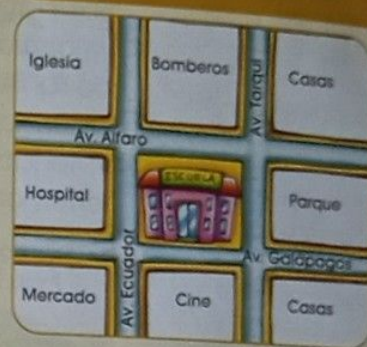 Iglesia
Bomberos
Casas
Av. Tarqui
Av. Alfaro
ESCUELA
Hospital
Parque
Av. Ecuador
Av. Galápagos
Mercado
Cine
Casas